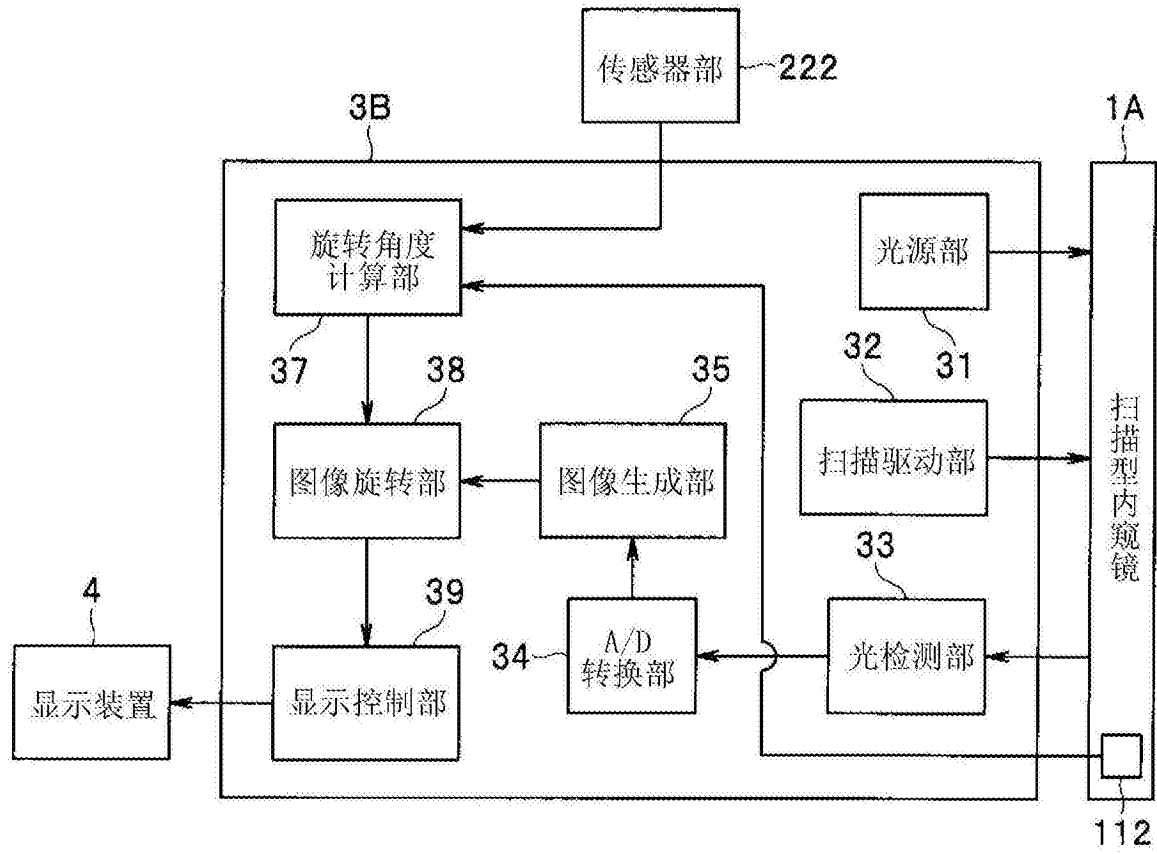 传感器部
222
3B
1A
旋转角度
计算部
光源部
37
31
38
35
32
图像旋转部
图像生成部
扫描驱动部
扫描型内窥镜
4
39
33
显示装置
显示控制部
34
A/D
转换部
光检测部
112